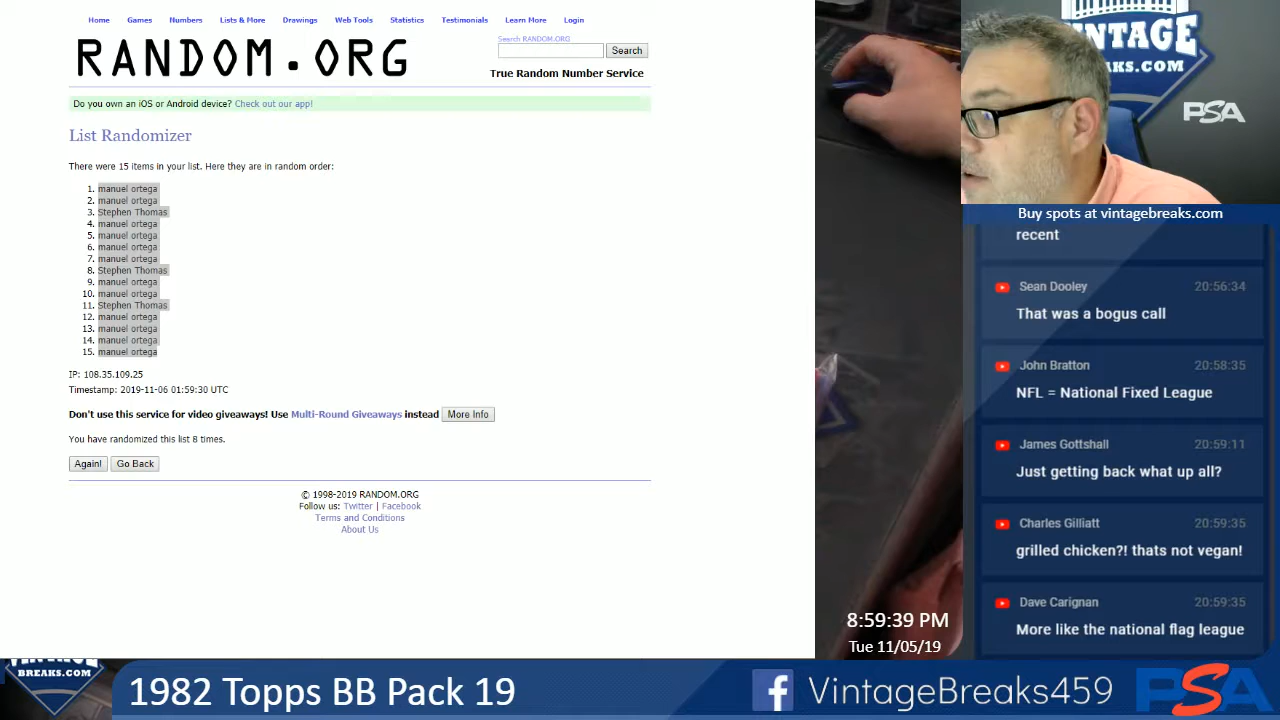 Home Games Numbers Lists & More Drawings Web Tools Statistics Testimonials Learn More Login
RANDOM.ORG
Search RANDOM.ORG
Search
True Random Number Service
Do you own an iOS or Android device? Check out our app!
List Randomizer
There were 15 items in your list. Here they are in random order:
1. manuel ortega
2. manuel ortega
3. Stephen Thomas
4. manuel ortega
5. manuel ortega
6. manuel ortega
7. manuel ortega
8. Stephen Thomas
9. manuel ortega
10. manuel ortega
11. Stephen Thomas
12. manuel ortega
13. manuel ortega
14. manuel ortega
15. manuel ortega
IP: 108.35.109.25
Timestamp: 2019-11-06 01:59:30 UTC
Don't use this service for video giveaways! Use Multi-Round Giveaways instead More Info
You have randomized this list 8 times.
Again! Go Back
© 1998-2019 RANDOM.ORG
Follow us: Twitter | Facebook
Terms and Conditions
About Us
VINTAGE
BREAKS.COM
PSA
Buy spots at vintagebreaks.com
recent
Sean Dooley 20:56:34
That was a bogus call
John Bratton 20:58:35
NFL = National Fixed League
James Gottshall 20:59:11
Just getting back what up all?
Charles Gilliatt 20:59:35
grilled chicken?! thats not vegan!
Dave Carignan 20:59:35
More like the national flag league
8:59:39 PM
Tue 11/05/19
VINTAGE
BREAKS.COM
1982 Topps BB Pack 19
VintageBreaks459
PSA